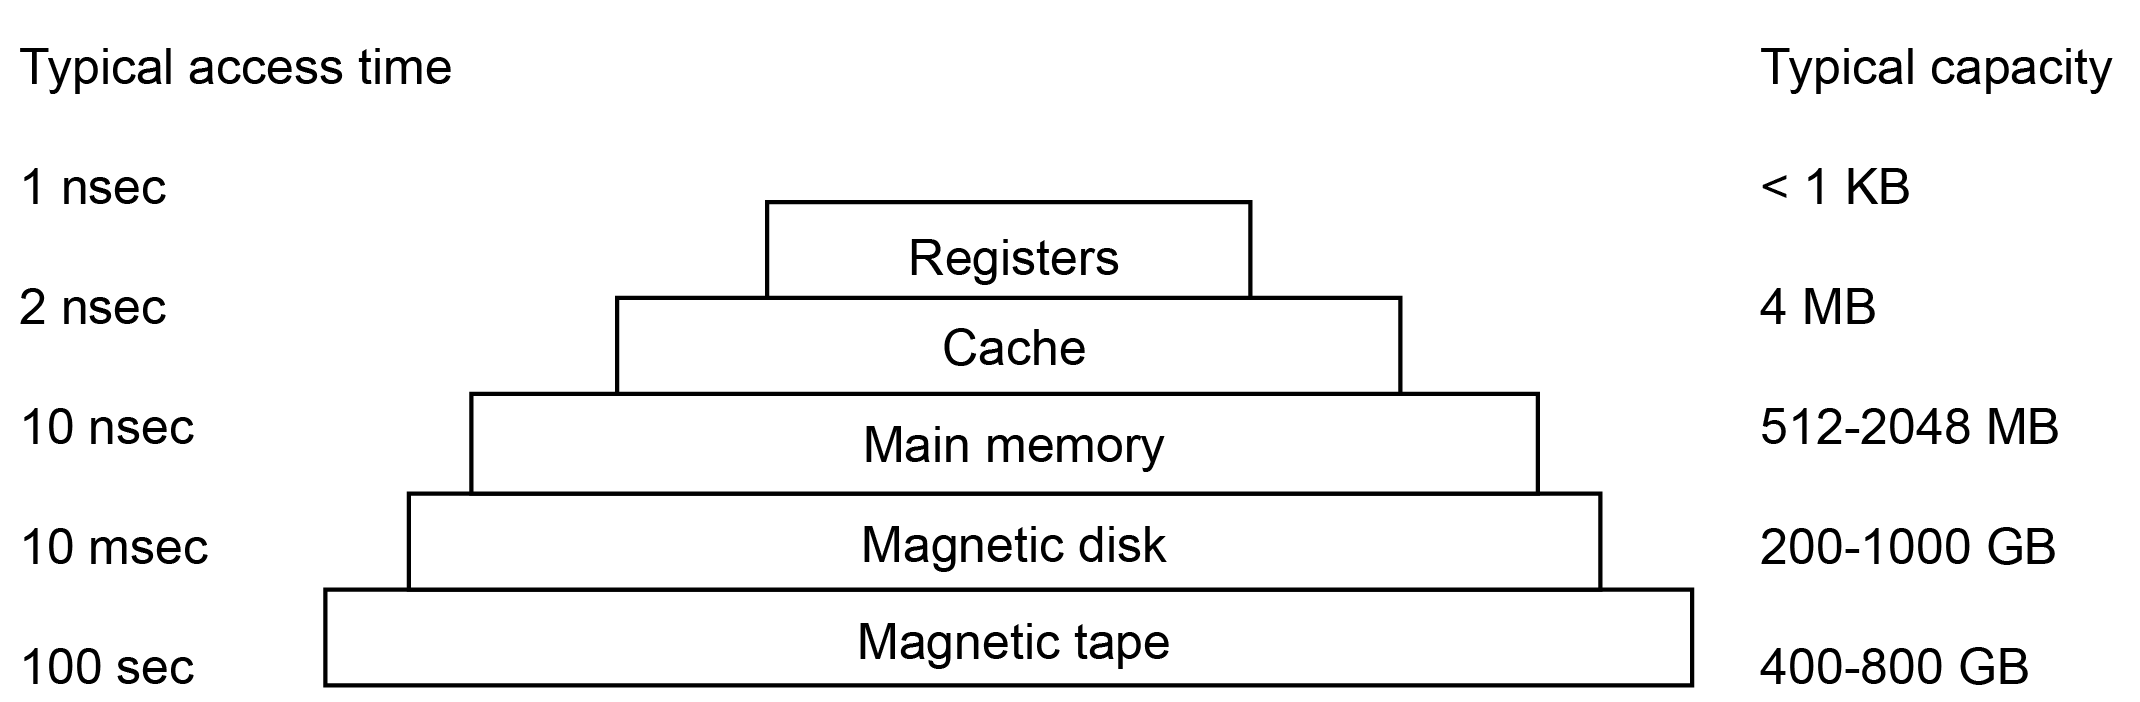 Typical access time
Typical capacity
1 nsec
< 1 KB
Registers
2 nsec
4 MB
Cache
10 nsec
512-2048 MB
Main memory
10 msec
200-1000 GB
Magnetic disk
100 sec
400-800 GB
Magnetic tape